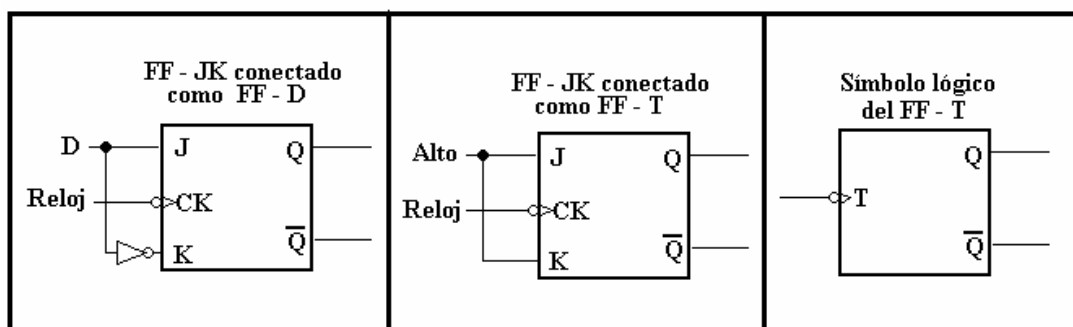 FF - JK conectado
como FF - D
D
J
Q
Reloj
CK
K
Q̅
FF - JK conectado
como FF - T
Alto
J
Q
Reloj
CK
K
Q̅
Símbolo lógico
del FF - T
Q
T
Q̅